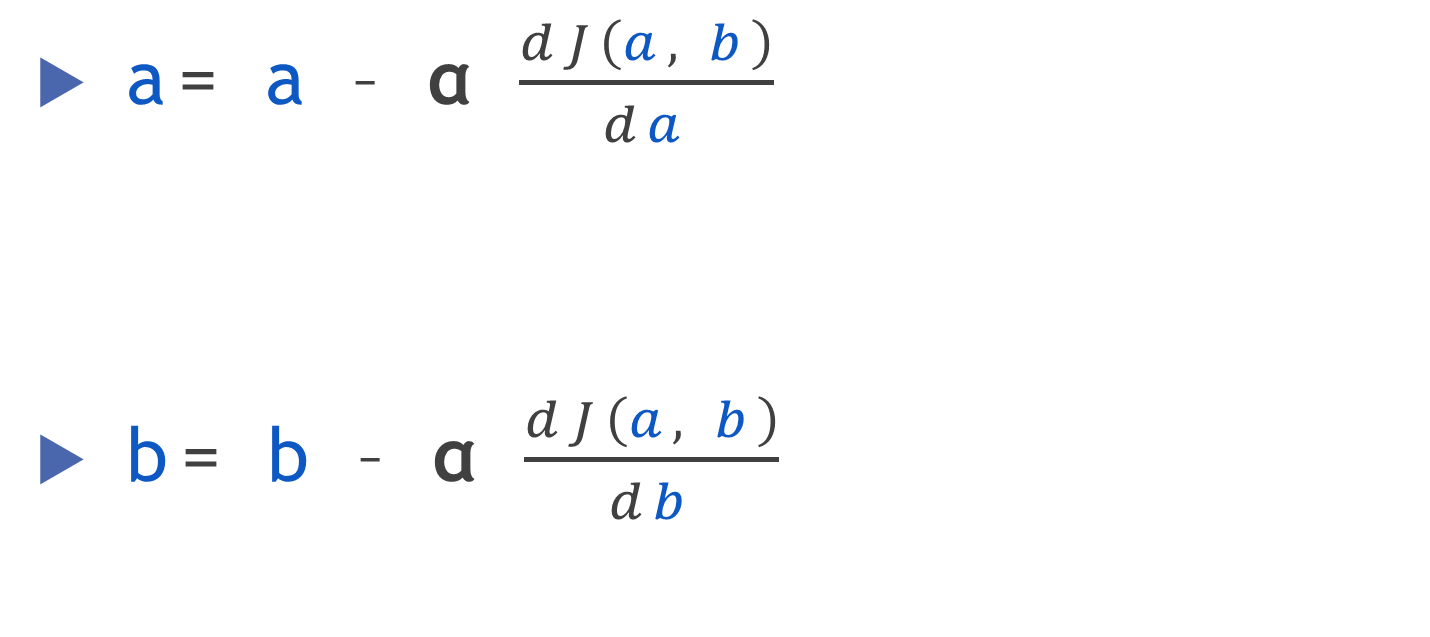 ▶ a = a - α dJ(a, b) / da
▶ b = b - α dJ(a, b) / db